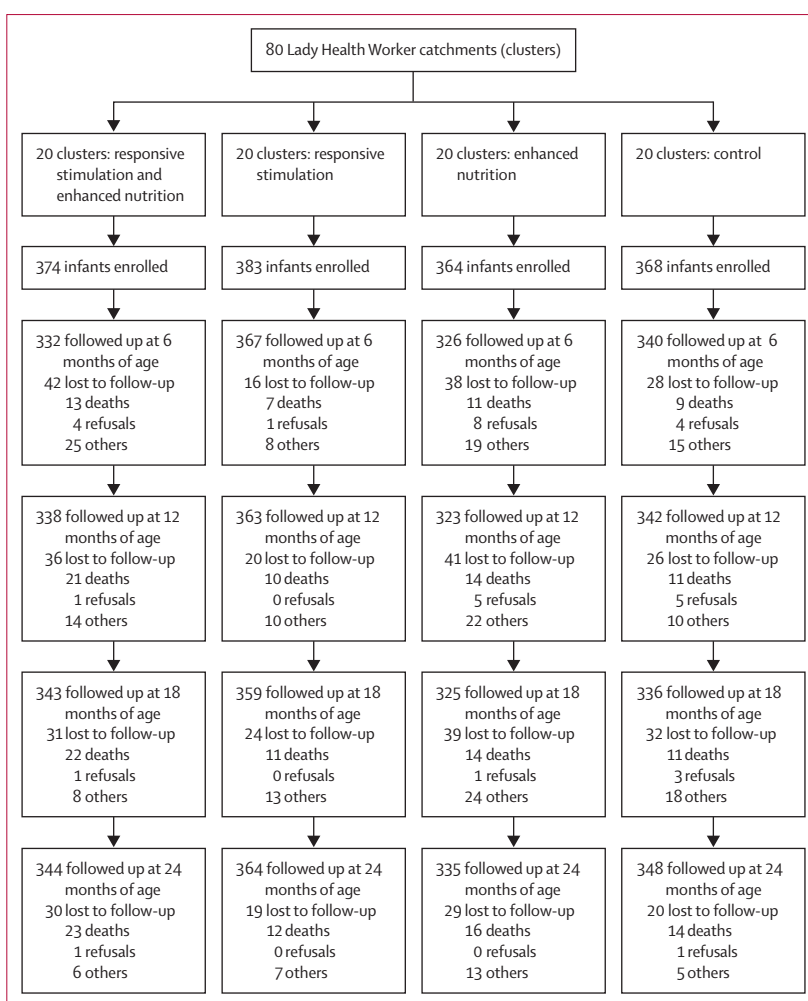 80 Lady Health Worker catchments (clusters)
20 clusters: responsive
stimulation and
enhanced nutrition
20 clusters: responsive
stimulation
20 clusters: enhanced
nutrition
20 clusters: control
374 infants enrolled
383 infants enrolled
364 infants enrolled
368 infants enrolled
332 followed up at 6
months of age
42 lost to follow-up
13 deaths
4 refusals
25 others
367 followed up at 6
months of age
16 lost to follow-up
7 deaths
1 refusals
8 others
326 followed up at 6
months of age
38 lost to follow-up
11 deaths
8 refusals
19 others
340 followed up at 6
months of age
28 lost to follow-up
9 deaths
4 refusals
15 others
338 followed up at 12
months of age
36 lost to follow-up
21 deaths
1 refusals
14 others
363 followed up at 12
months of age
20 lost to follow-up
10 deaths
0 refusals
10 others
323 followed up at 12
months of age
41 lost to follow-up
14 deaths
5 refusals
22 others
342 followed up at 12
months of age
26 lost to follow-up
11 deaths
5 refusals
10 others
343 followed up at 18
months of age
31 lost to follow-up
22 deaths
1 refusals
8 others
359 followed up at 18
months of age
24 lost to follow-up
11 deaths
0 refusals
13 others
325 followed up at 18
months of age
39 lost to follow-up
14 deaths
1 refusals
24 others
336 followed up at 18
months of age
32 lost to follow-up
11 deaths
3 refusals
18 others
344 followed up at 24
months of age
30 lost to follow-up
23 deaths
1 refusals
6 others
364 followed up at 24
months of age
19 lost to follow-up
12 deaths
0 refusals
7 others
335 followed up at 24
months of age
29 lost to follow-up
16 deaths
0 refusals
13 others
348 followed up at 24
months of age
20 lost to follow-up
14 deaths
1 refusals
5 others